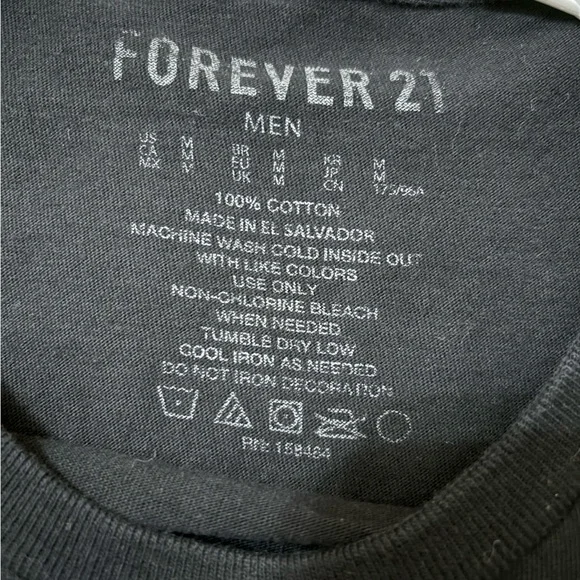 FOREVER 21
MEN
US M BR M KR M
CA M EU M JP M
MX M UK M CN 175/96A
100% COTTON
MADE IN EL SALVADOR
MACHINE WASH COLD INSIDE OUT
WITH LIKE COLORS
USE ONLY
NON-CHLORINE BLEACH
WHEN NEEDED
TUMBLE DRY LOW
COOL IRON AS NEEDED
DO NOT IRON DECORATION
RN: 158484